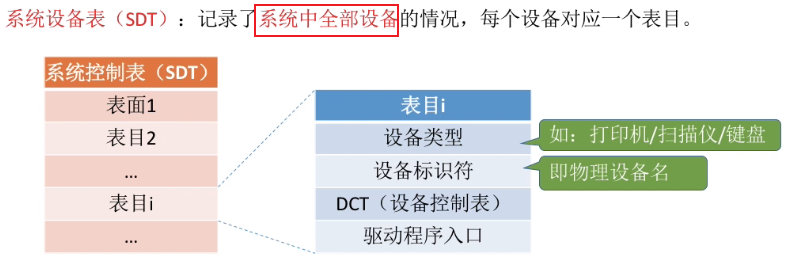 系统设备表（SDT）：记录了系统中全部设备的情况，每个设备对应一个表目。
系统控制表（SDT）
表面1
表目2
...
表目i
...
表目i
设备类型
设备标识符
DCT（设备控制表）
驱动程序入口
如：打印机/扫描仪/键盘
即物理设备名